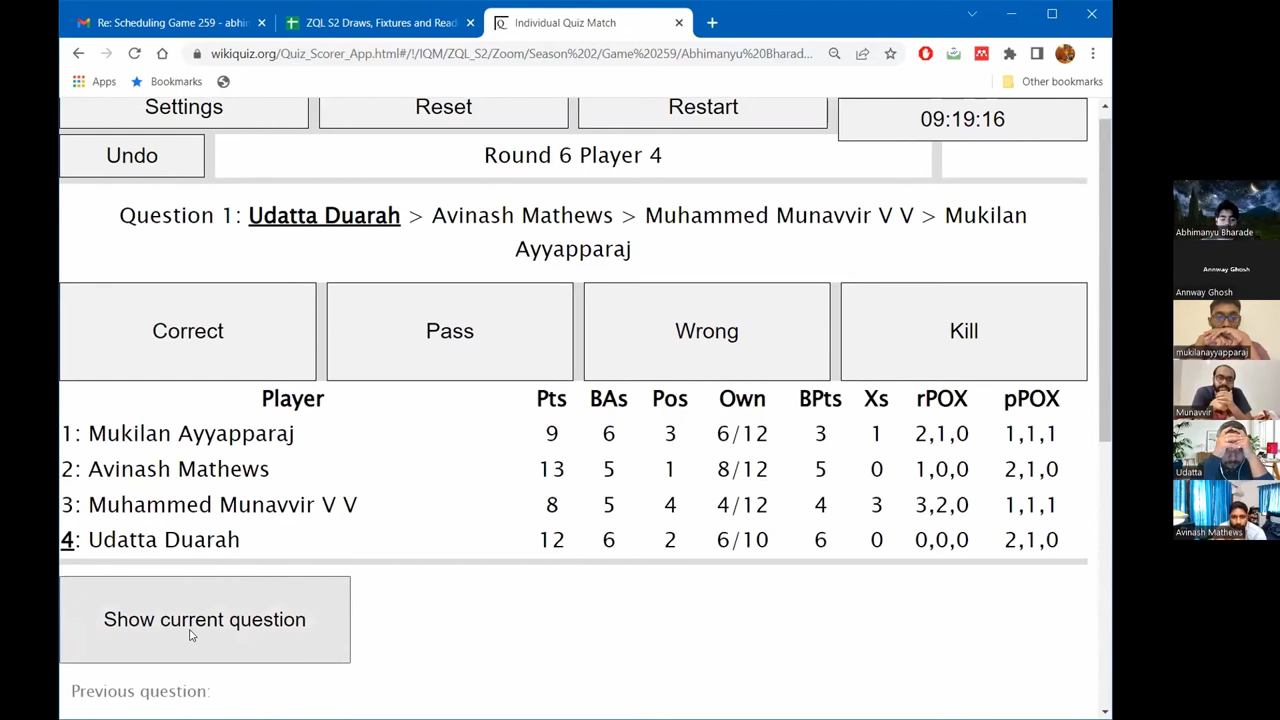 Re: Scheduling Game 259 - abhi
ZQL S2 Draws, Fixtures and Read
Individual Quiz Match
wikiquiz.org/Quiz_Scorer_App.html#/!/IQM/ZQL_S2/Zoom/Season%202/Game%20259/Abhimanyu%20Bharad...
Apps
Bookmarks
Other bookmarks
Settings
Reset
Restart
09:19:16
Undo
Round 6 Player 4
Question 1: Udatta Duarah > Avinash Mathews > Muhammed Munavvir V V > Mukilan
Ayyapparaj
Correct
Pass
Wrong
Kill
Player Pts BAs Pos Own BPts Xs rPOX pPOX
1: Mukilan Ayyapparaj 9 6 3 6/12 3 1 2,1,0 1,1,1
2: Avinash Mathews 13 5 1 8/12 5 0 1,0,0 2,1,0
3: Muhammed Munavvir V V 8 5 4 4/12 4 3 3,2,0 1,1,1
4: Udatta Duarah 12 6 2 6/10 6 0 0,0,0 2,1,0
Show current question
Previous question:
Abhimanyu Bharade
Annway Ghosh
Annway Ghosh
mukilanayyapparaj
Munavvir
Udatta
Avinash Mathews